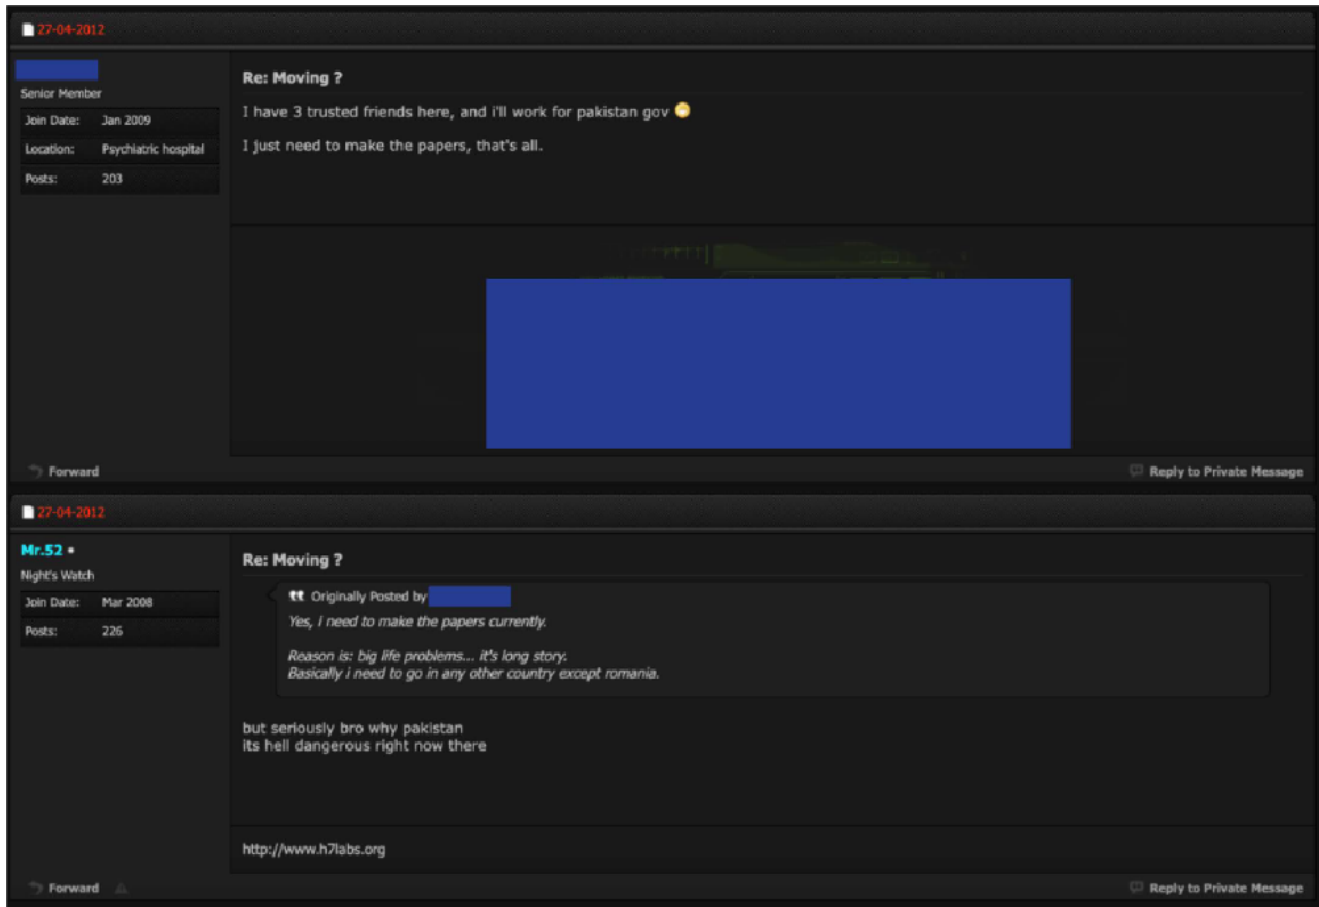 27-04-2012
Senior Member
Join Date: Jan 2009
Location: Psychiatric hospital
Posts: 203
Re: Moving ?
I have 3 trusted friends here, and i'll work for pakistan gov
I just need to make the papers, that's all.
Forward
Reply to Private Message
27-04-2012
Mr.52
Night's Watch
Join Date: Mar 2008
Posts: 226
Re: Moving ?
Originally Posted by
Yes, i need to make the papers currently.
Reason is: big life problems... it's long story.
Basically i need to go in any other country except romania.
but seriously bro why pakistan
its hell dangerous right now there
http://www.h7labs.org
Forward
Reply to Private Message